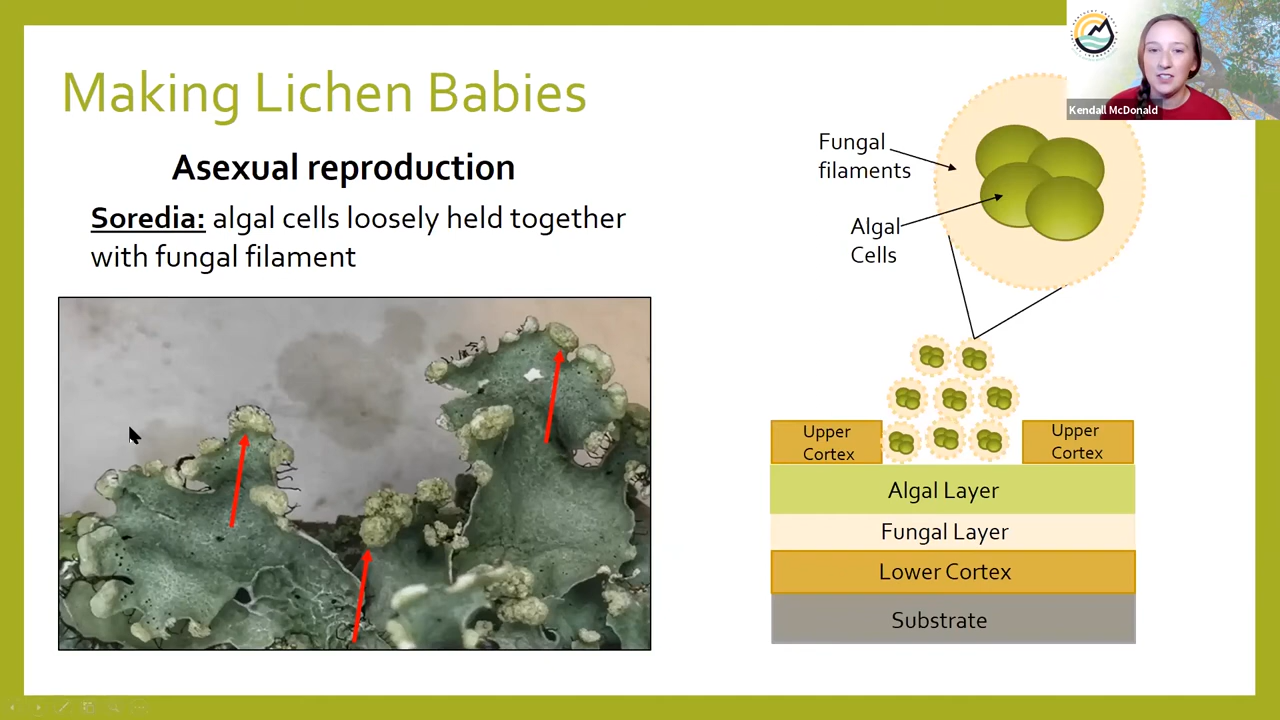 Making Lichen Babies
Asexual reproduction
Soredia: algal cells loosely held together
with fungal filament
Fungal
filaments
Algal
Cells
Upper
Cortex
Upper
Cortex
Algal Layer
Fungal Layer
Lower Cortex
Substrate
Kendall McDonald